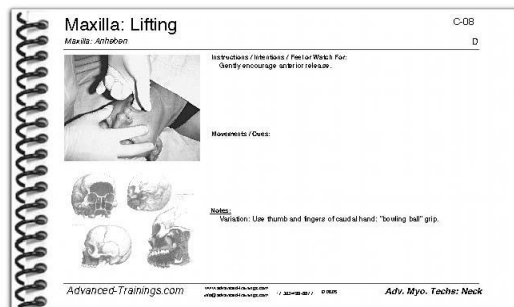 Maxilla: Lifting
C-08
Maxilla: Anheben
D
Instructions / Intentions / Feel or Watch For:
Gently encourage anterior release.
Movements / Cues:
Notes:
Variation: Use thumb and fingers of caudal hand: "bowling ball" grip.
Advanced-Trainings.com
Adv. Myo. Techs: Neck